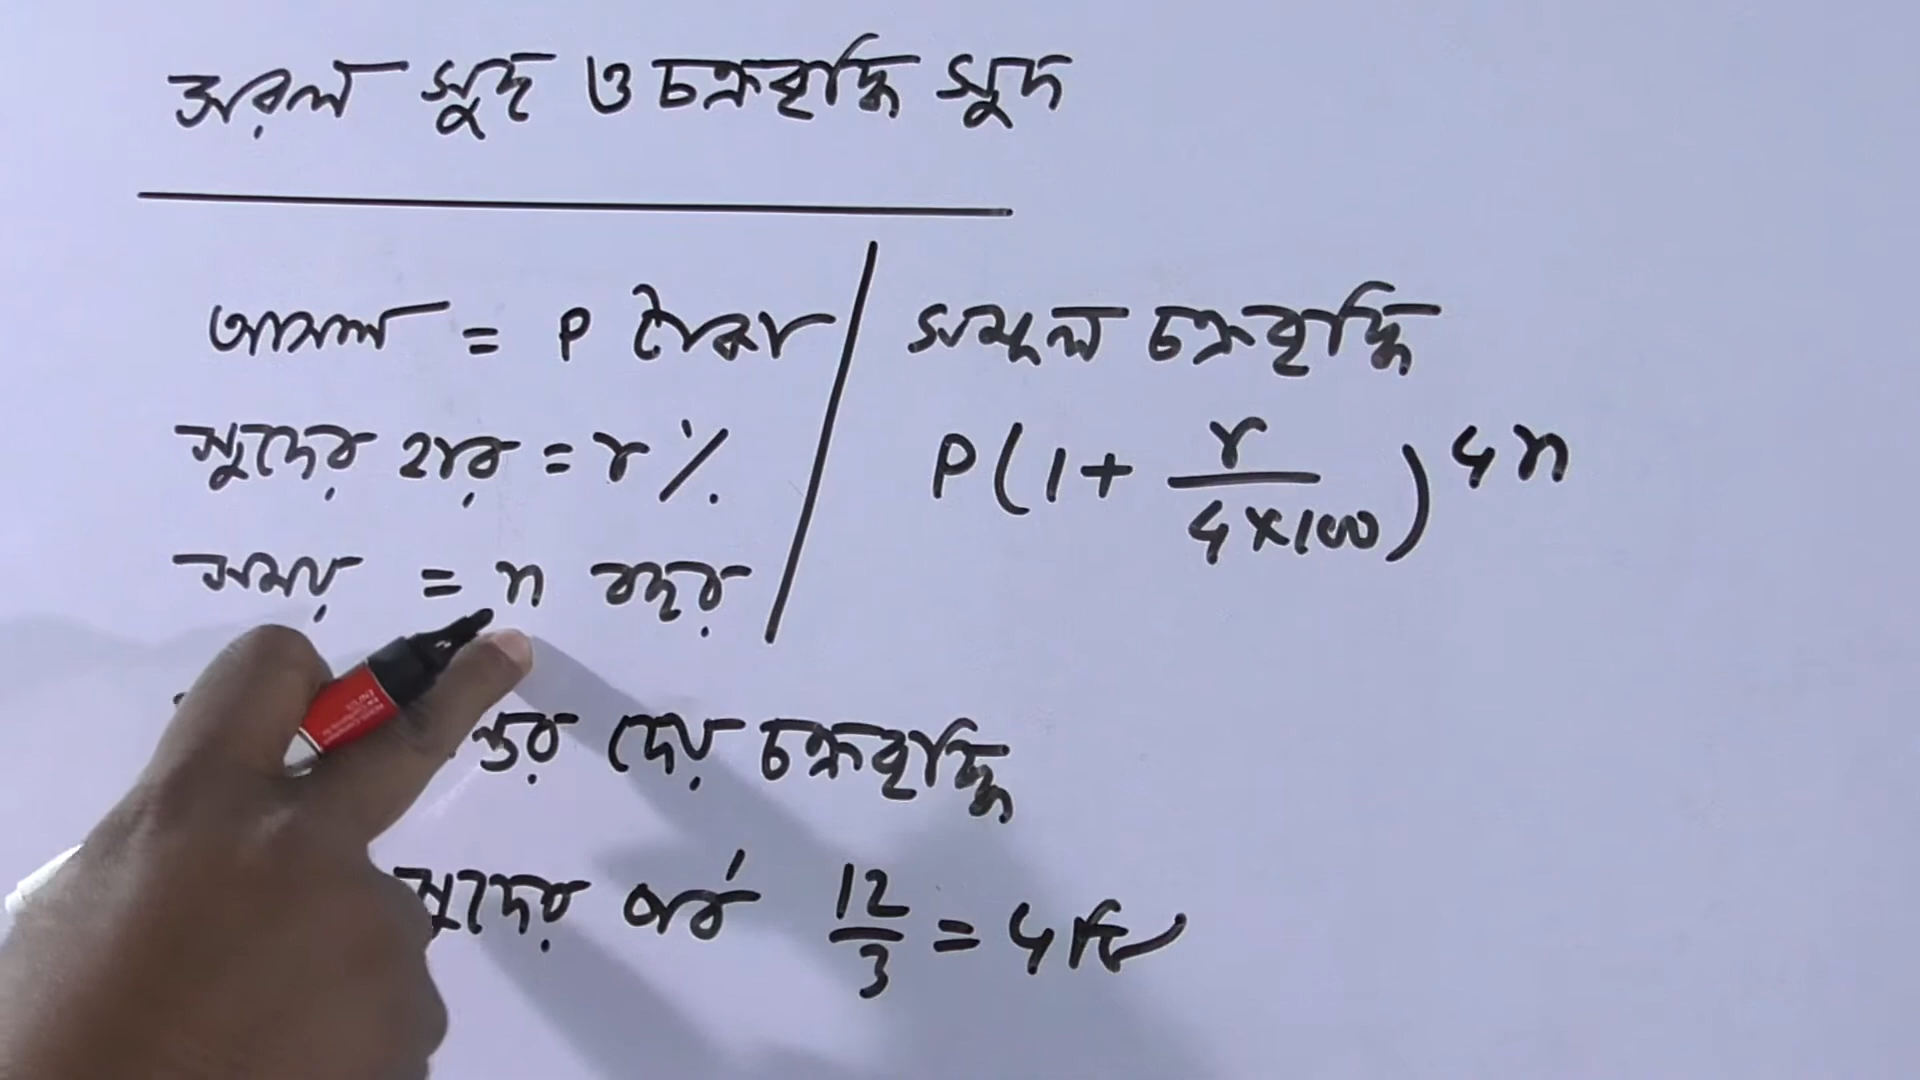 সরল সুদ ও চক্রবৃদ্ধি সুদ
আসল = P টাকা
সুদের হার = r %.
সময় = n বছর
সমূল চক্রবৃদ্ধি
P(1 + r/(4×100))^4n
দেয় চক্রবৃদ্ধি
সুদের পর্ব 12/3 = 4টি